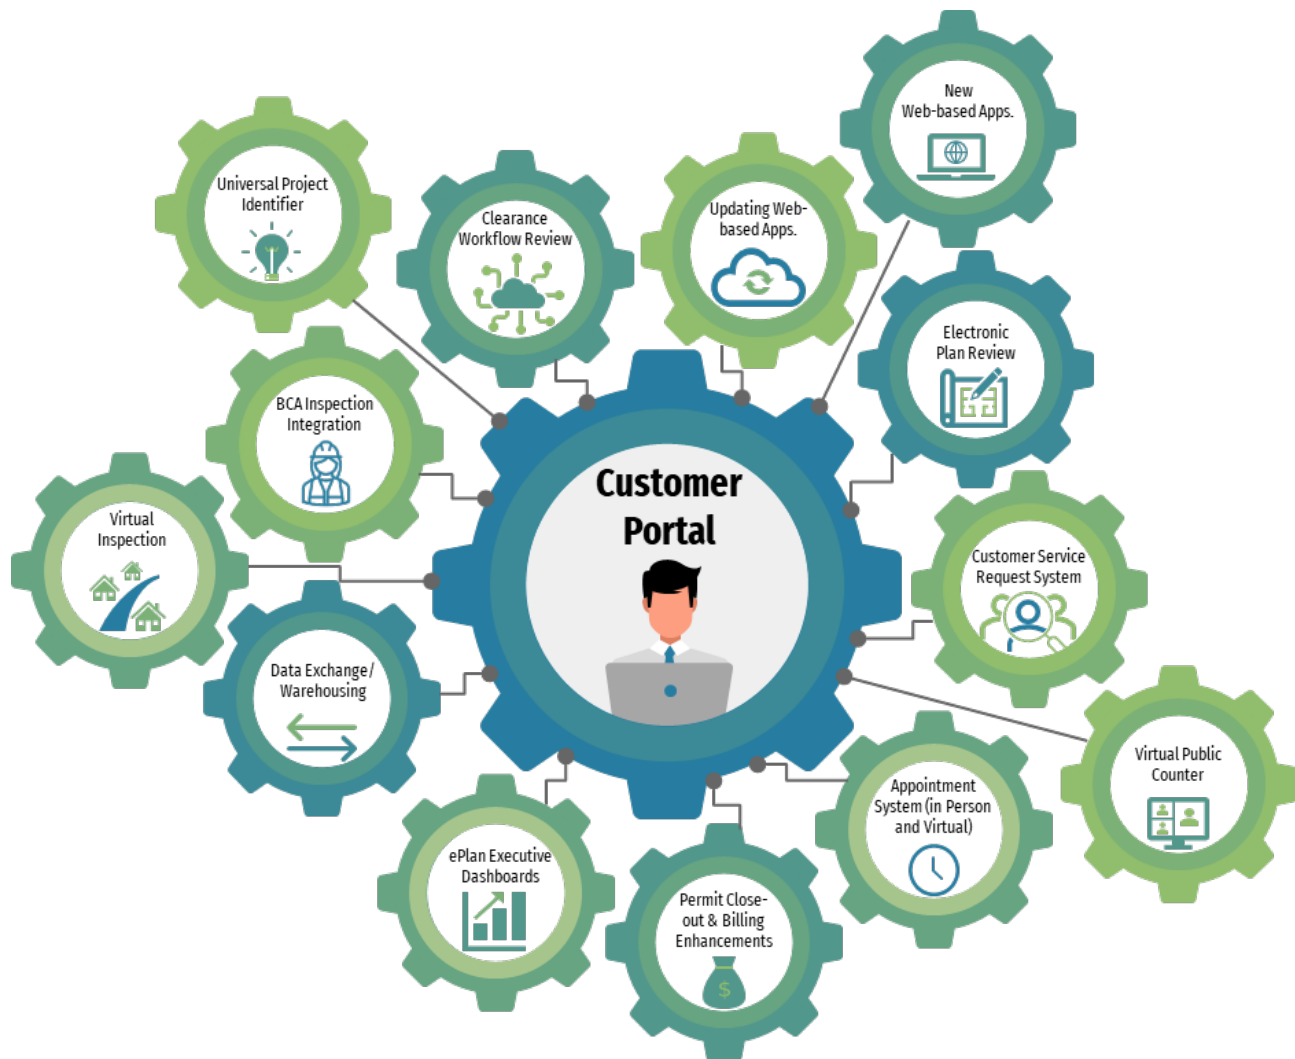 New
Web-based Apps.
Universal Project
Identifier
Clearance
Workflow Review
Updating Web-
based Apps.
Electronic
Plan Review
BCA Inspection
Integration
Customer
Portal
Virtual
Inspection
Customer Service
Request System
Data Exchange/
Warehousing
Virtual Public
Counter
Appointment
System (in Person
and Virtual)
ePlan Executive
Dashboards
Permit Close-
out & Billing
Enhancements
$